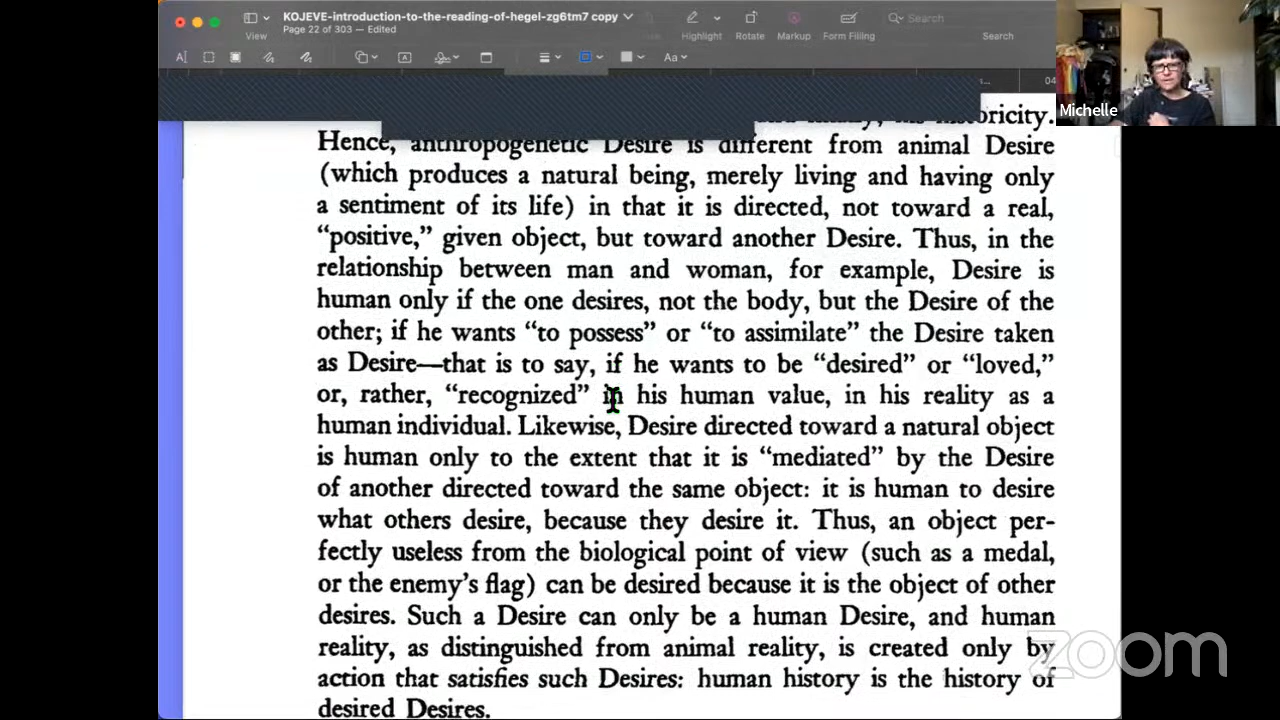 KOJEVE-introduction-to-the-reading-of-hegel-zg6tm7 copy
Page 22 of 303 — Edited
View
Highlight
Rotate
Markup
Form Filling
Search
Search
Aa
04
Michelle
Hence, anthropogenetic Desire is different from animal Desire
(which produces a natural being, merely living and having only
a sentiment of its life) in that it is directed, not toward a real,
“positive,” given object, but toward another Desire. Thus, in the
relationship between man and woman, for example, Desire is
human only if the one desires, not the body, but the Desire of the
other; if he wants “to possess” or “to assimilate” the Desire taken
as Desire—that is to say, if he wants to be “desired” or “loved,”
or, rather, “recognized” in his human value, in his reality as a
human individual. Likewise, Desire directed toward a natural object
is human only to the extent that it is “mediated” by the Desire
of another directed toward the same object: it is human to desire
what others desire, because they desire it. Thus, an object per-
fectly useless from the biological point of view (such as a medal,
or the enemy’s flag) can be desired because it is the object of other
desires. Such a Desire can only be a human Desire, and human
reality, as distinguished from animal reality, is created only by
action that satisfies such Desires: human history is the history of
desired Desires.
zoom